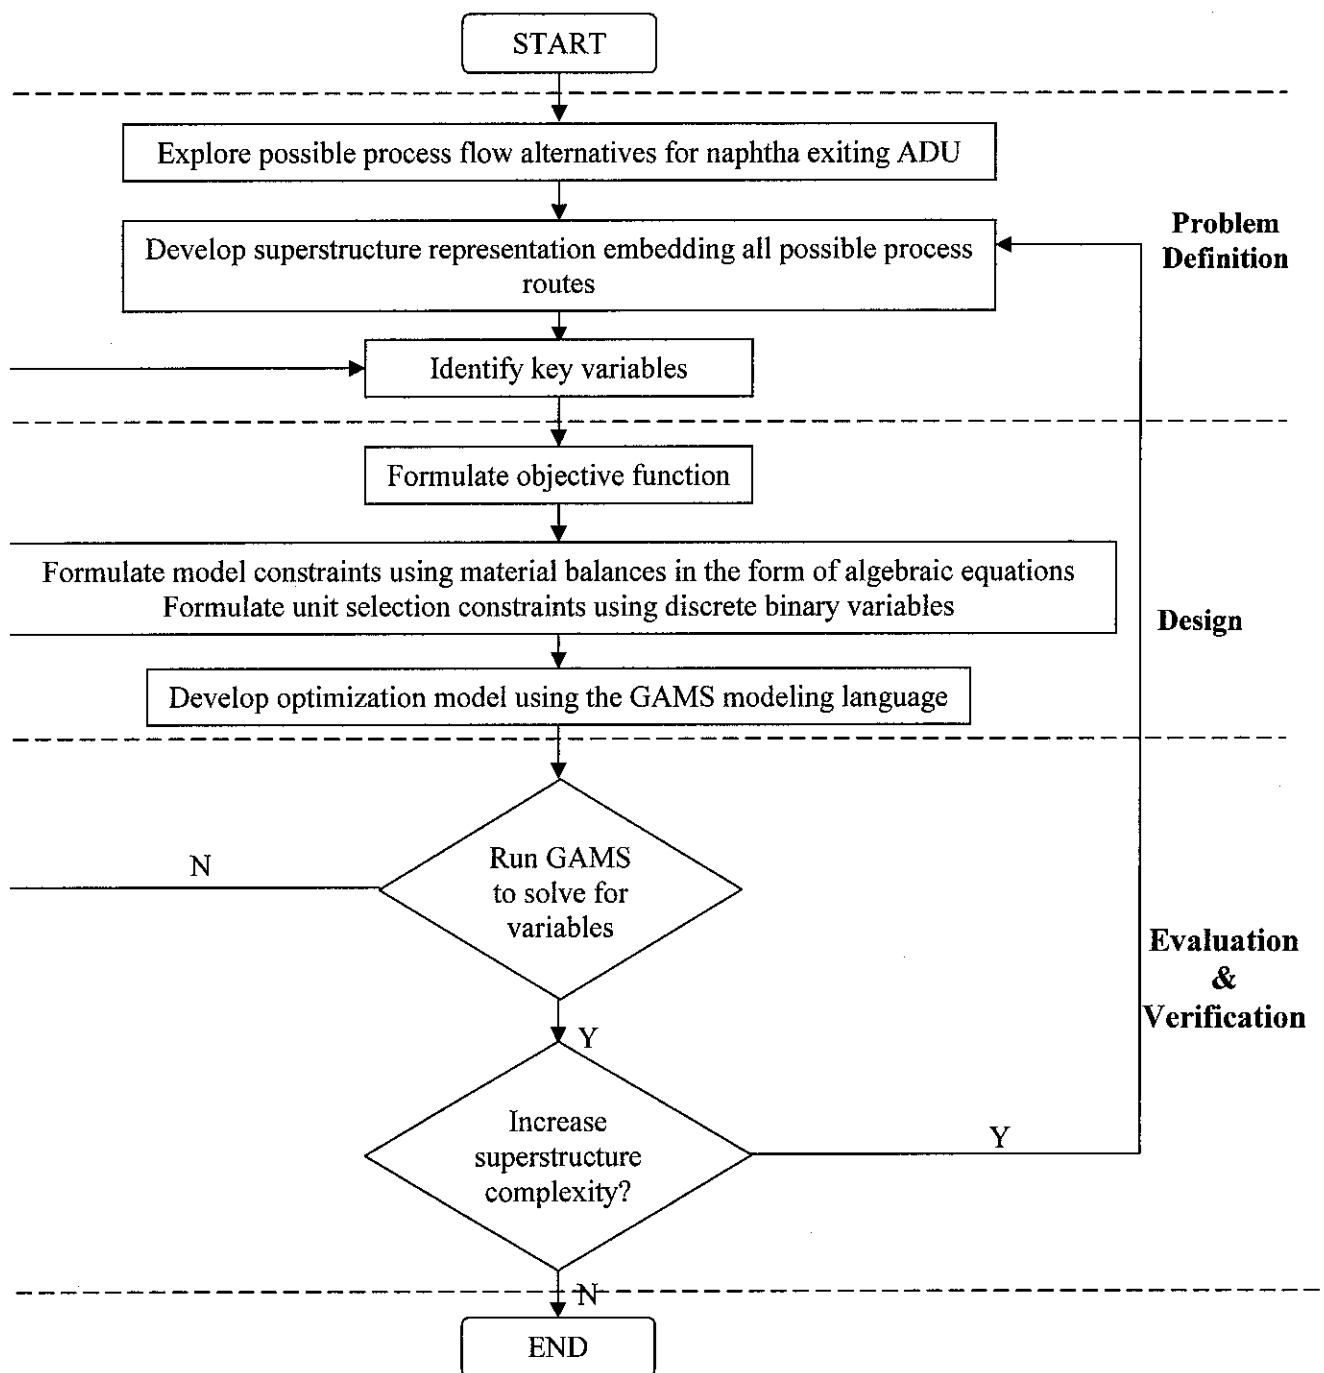 START
Explore possible process flow alternatives for naphtha exiting ADU
Develop superstructure representation embedding all possible process
routes
Problem
Definition
Identify key variables
Formulate objective function
Formulate model constraints using material balances in the form of algebraic equations
Formulate unit selection constraints using discrete binary variables
Design
Develop optimization model using the GAMS modeling language
N
Run GAMS
to solve for
variables
Evaluation
&
Verification
Y
Increase
superstructure
complexity?
Y
N
END